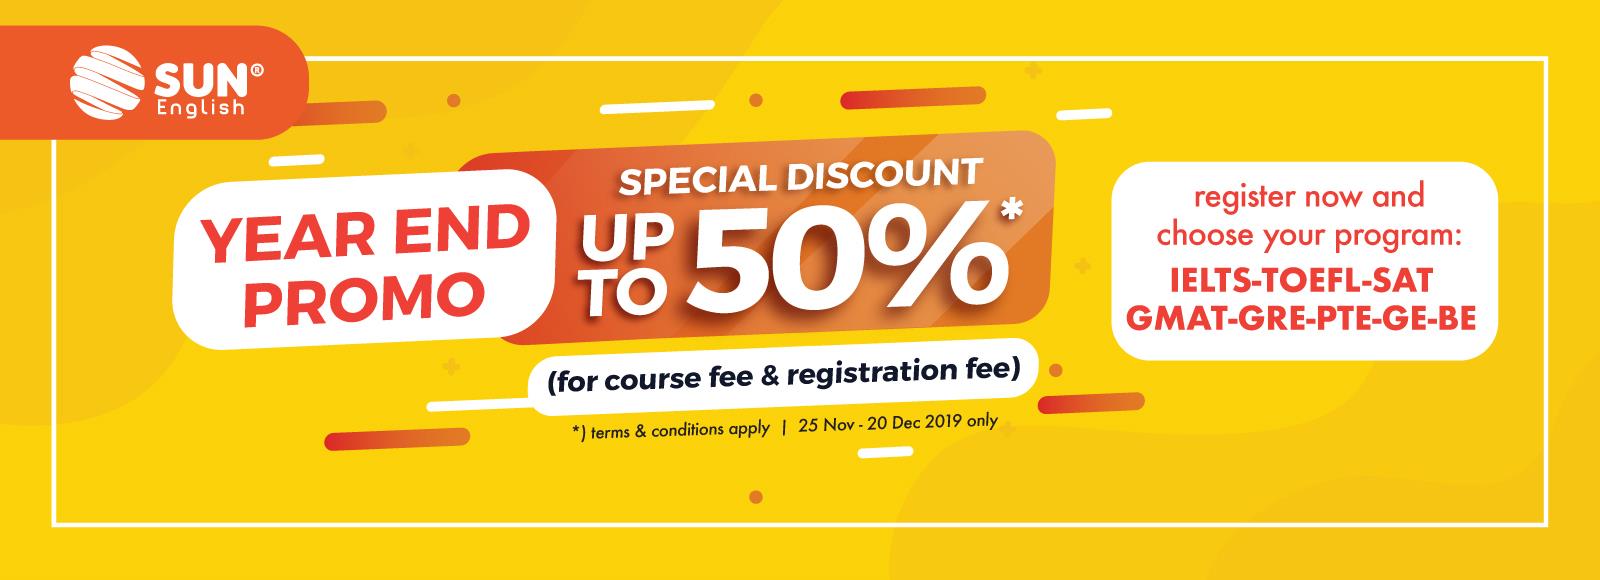 SUN®
English
YEAR END
PROMO
SPECIAL DISCOUNT
UP
TO
50%*
(for course fee & registration fee)
*) terms & conditions apply | 25 Nov - 20 Dec 2019 only
register now and
choose your program:
IELTS-TOEFL-SAT
GMAT-GRE-PTE-GE-BE